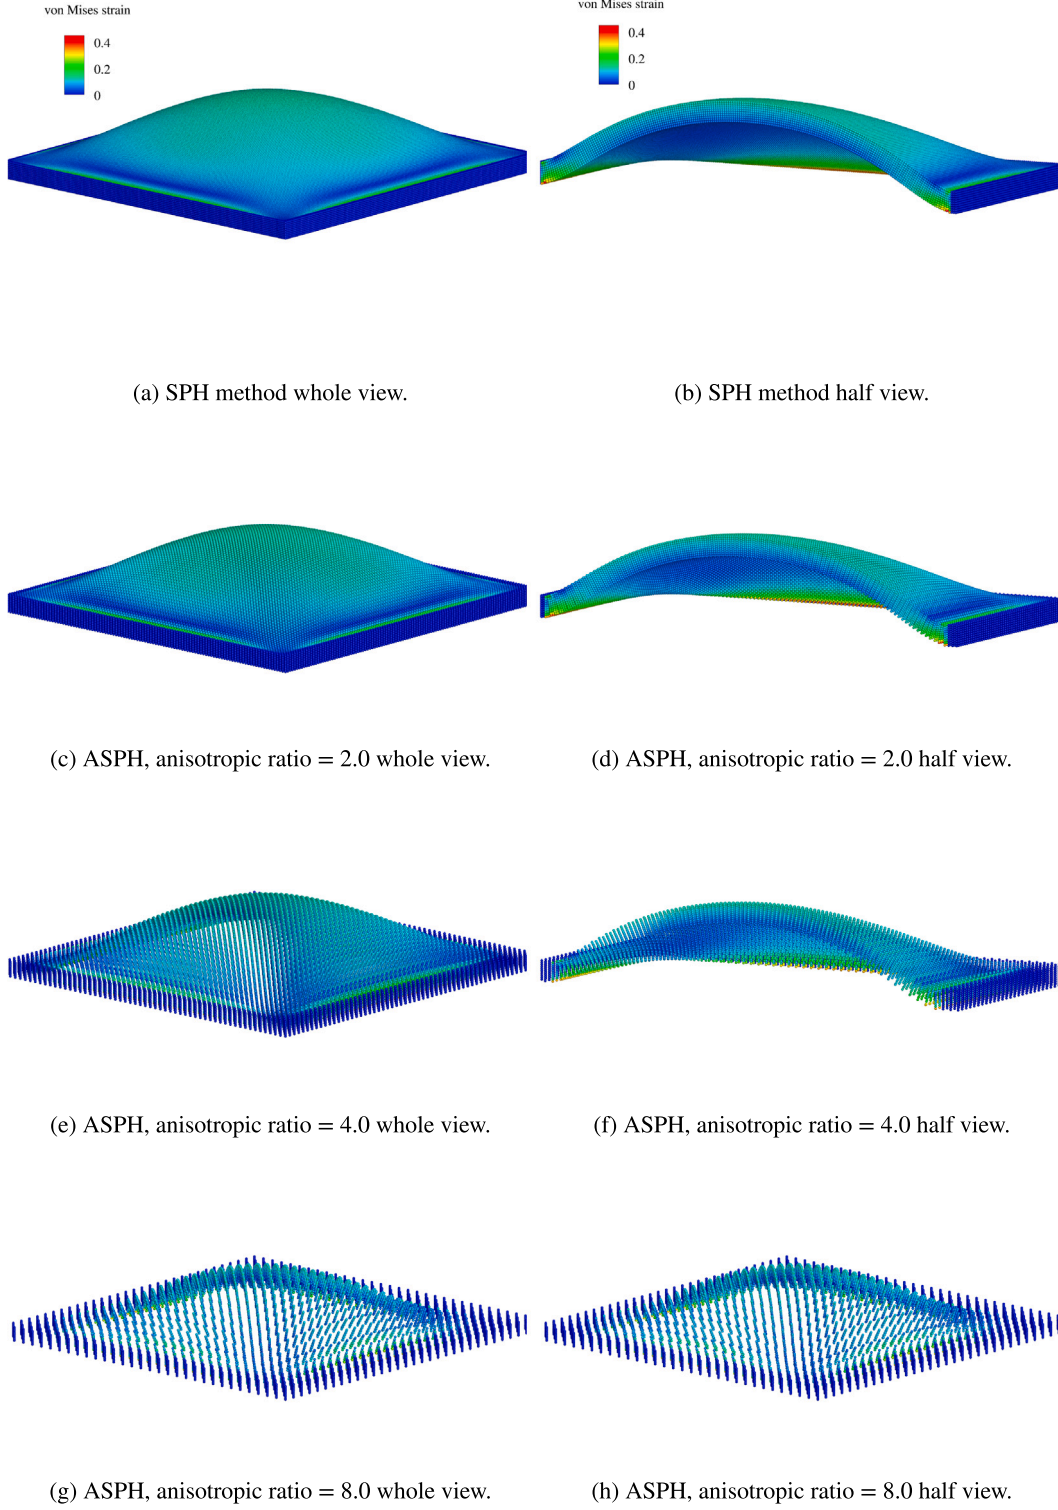 von Mises strain
0.4
0.2
0
von Mises strain
0.4
0.2
0
(a) SPH method whole view.
(b) SPH method half view.
(c) ASPH, anisotropic ratio = 2.0 whole view.
(d) ASPH, anisotropic ratio = 2.0 half view.
(e) ASPH, anisotropic ratio = 4.0 whole view.
(f) ASPH, anisotropic ratio = 4.0 half view.
(g) ASPH, anisotropic ratio = 8.0 whole view.
(h) ASPH, anisotropic ratio = 8.0 half view.